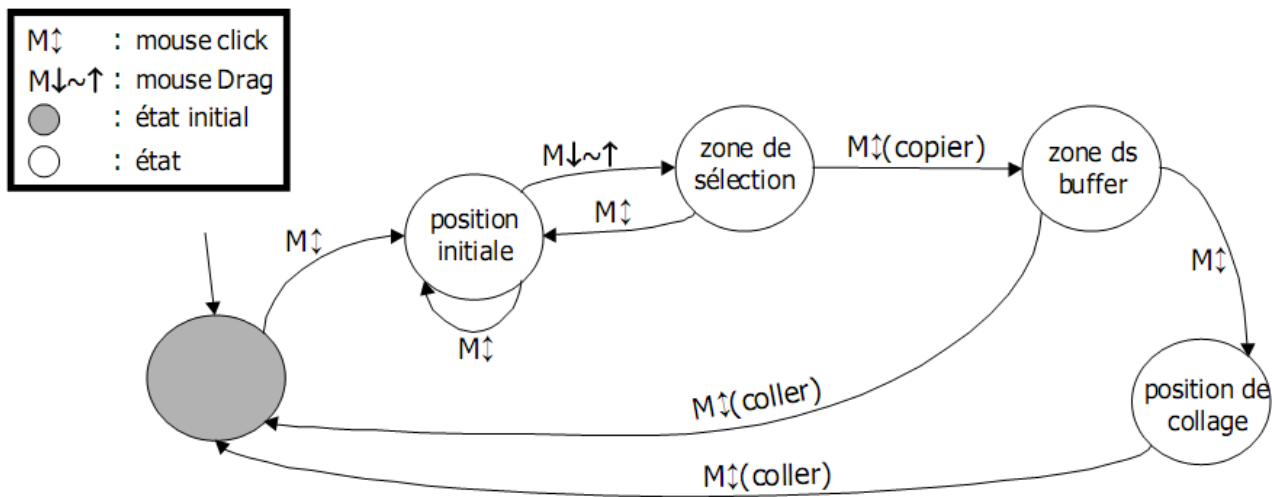 M↕ : mouse click
M↓~↑ : mouse Drag
: état initial
: état
M↕
position
initiale
M↕
M↓~↑
M↕
zone de
sélection
M↕(copier)
zone ds
buffer
M↕
position de
collage
M↕(coller)
M↕(coller)